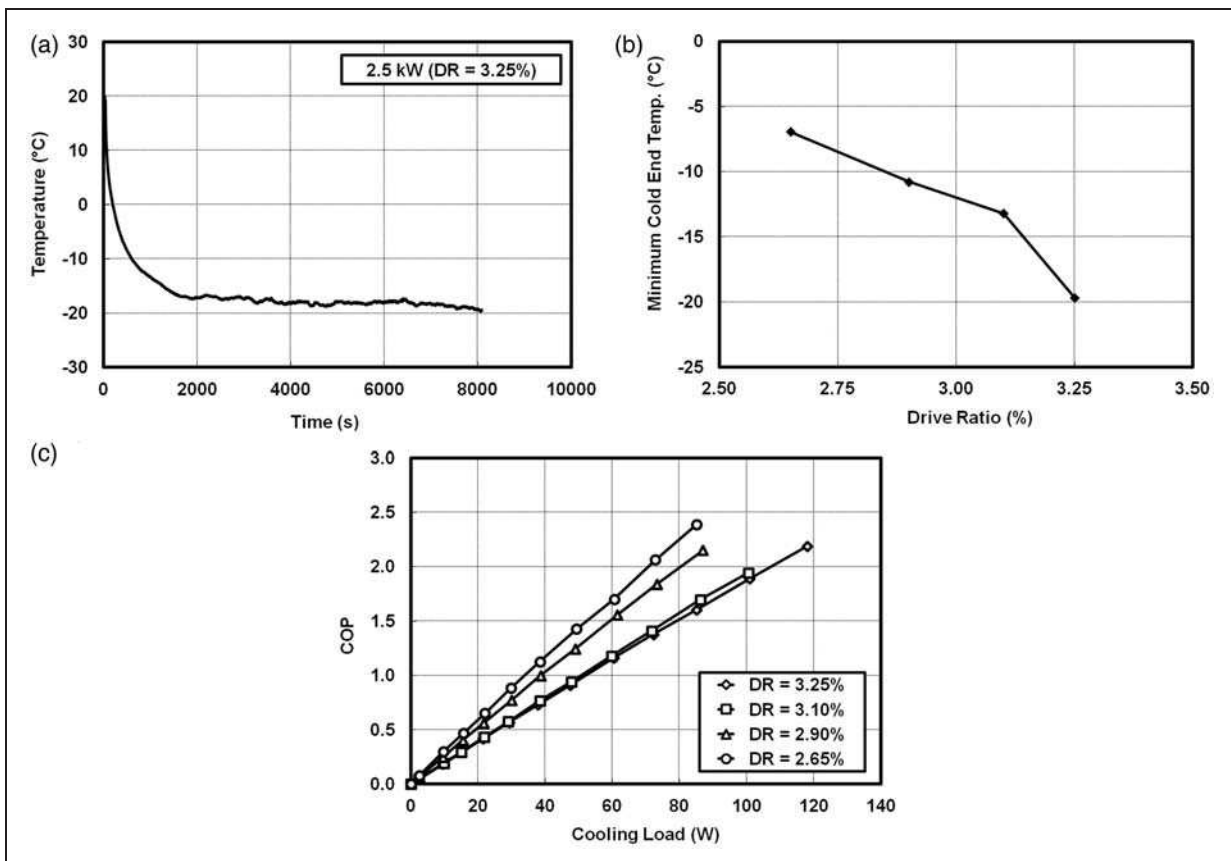 (a)
30
20
10
0
-10
-20
-30
Temperature (°C)
2.5 kW (DR = 3.25%)
0
2000
4000
6000
8000
10000
Time (s)
(b)
0
-5
-10
-15
-20
-25
Minimum Cold End Temp. (°C)
2.50
2.75
3.00
3.25
3.50
Drive Ratio (%)
(c)
3.0
2.5
2.0
1.5
1.0
0.5
0.0
COP
DR = 3.25%
DR = 3.10%
DR = 2.90%
DR = 2.65%
0
20
40
60
80
100
120
140
Cooling Load (W)